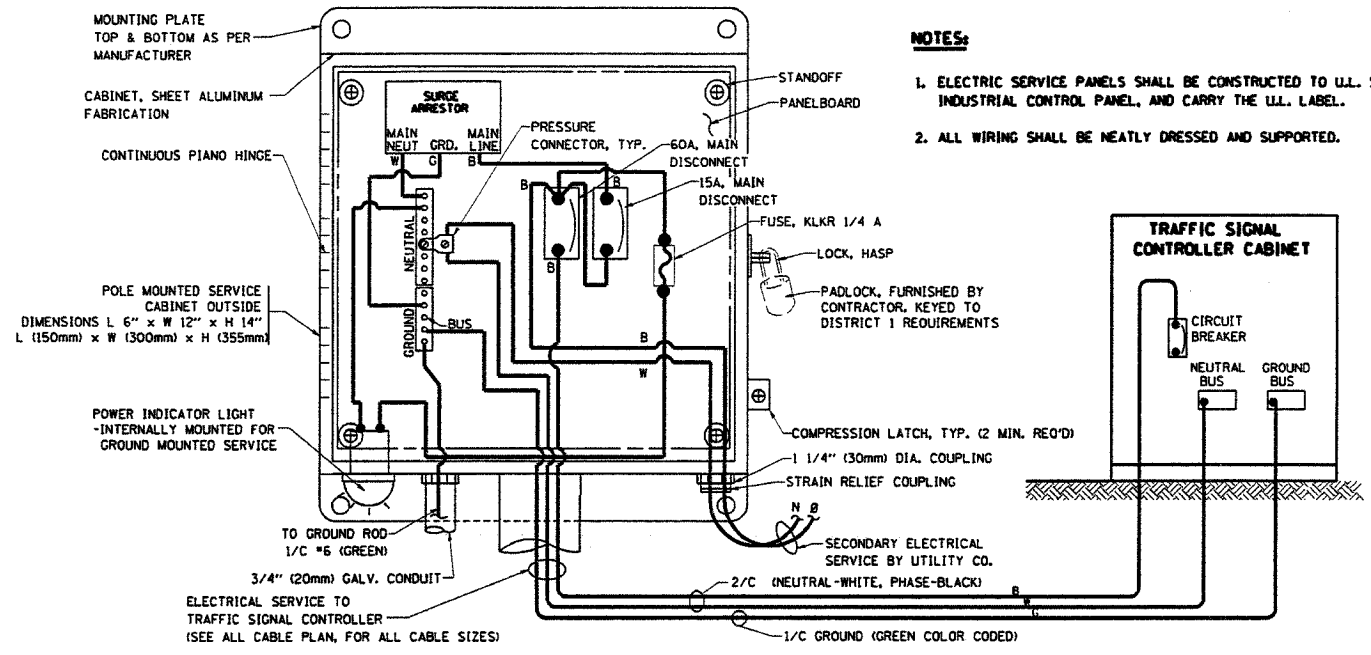 MOUNTING PLATE
TOP & BOTTOM AS PER
MANUFACTURER
CABINET, SHEET ALUMINUM
FABRICATION
CONTINUOUS PIANO HINGE
POLE MOUNTED SERVICE
CABINET OUTSIDE
DIMENSIONS L 6" x W 12" x H 14"
L (150mm) x W (300mm) x H (355mm)
POWER INDICATOR LIGHT
-INTERNALLY MOUNTED FOR
GROUND MOUNTED SERVICE
SURGE
ARRESTOR
MAIN
NEUT
GRD.
MAIN
LINE
W
G
B
NEUTRAL
GROUND
BUS
PRESSURE
CONNECTOR, TYP.
B
B
B
B
W
STANDOFF
PANELBOARD
60A, MAIN
DISCONNECT
15A, MAIN
DISCONNECT
FUSE, KLKR 1/4 A
LOCK, HASP
PADLOCK, FURNISHED BY
CONTRACTOR, KEYED TO
DISTRICT 1 REQUIREMENTS
COMPRESSION LATCH, TYP. (2 MIN. REQ'D)
1 1/4" (30mm) DIA. COUPLING
STRAIN RELIEF COUPLING
N Ø
SECONDARY ELECTRICAL
SERVICE BY UTILITY CO.
TO GROUND ROD
1/C #6 (GREEN)
3/4" (20mm) GALV. CONDUIT
ELECTRICAL SERVICE TO
TRAFFIC SIGNAL CONTROLLER
(SEE ALL CABLE PLAN, FOR ALL CABLE SIZES)
2/C (NEUTRAL-WHITE, PHASE-BLACK)
B
W
G
1/C GROUND (GREEN COLOR CODED)
NOTES:
1. ELECTRIC SERVICE PANELS SHALL BE CONSTRUCTED TO U.L. S
INDUSTRIAL CONTROL PANEL, AND CARRY THE U.L. LABEL.
2. ALL WIRING SHALL BE NEATLY DRESSED AND SUPPORTED.
TRAFFIC SIGNAL
CONTROLLER CABINET
CIRCUIT
BREAKER
NEUTRAL
BUS
GROUND
BUS